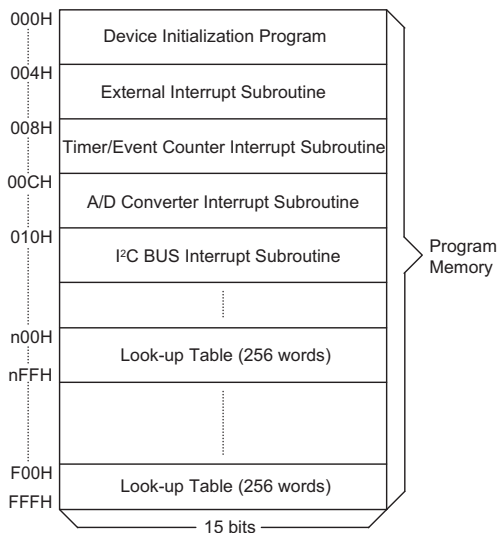 000H
Device Initialization Program
004H
External Interrupt Subroutine
008H
Timer/Event Counter Interrupt Subroutine
00CH
A/D Converter Interrupt Subroutine
010H
I²C BUS Interrupt Subroutine
Program
Memory
n00H
Look-up Table (256 words)
nFFH
F00H
Look-up Table (256 words)
FFFH
15 bits